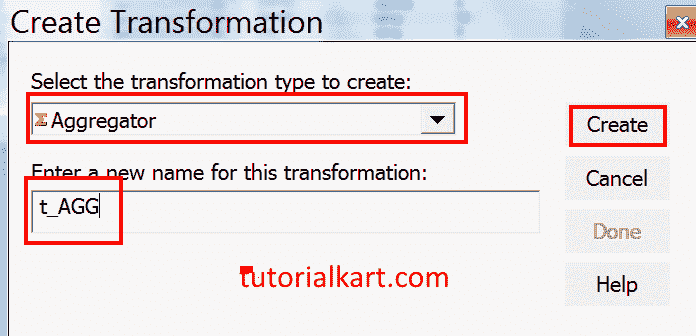 Create Transformation
Select the transformation type to create:
Aggregator
Create
Enter a new name for this transformation:
Cancel
t_AGG
Done
tutorialkart.com
Help